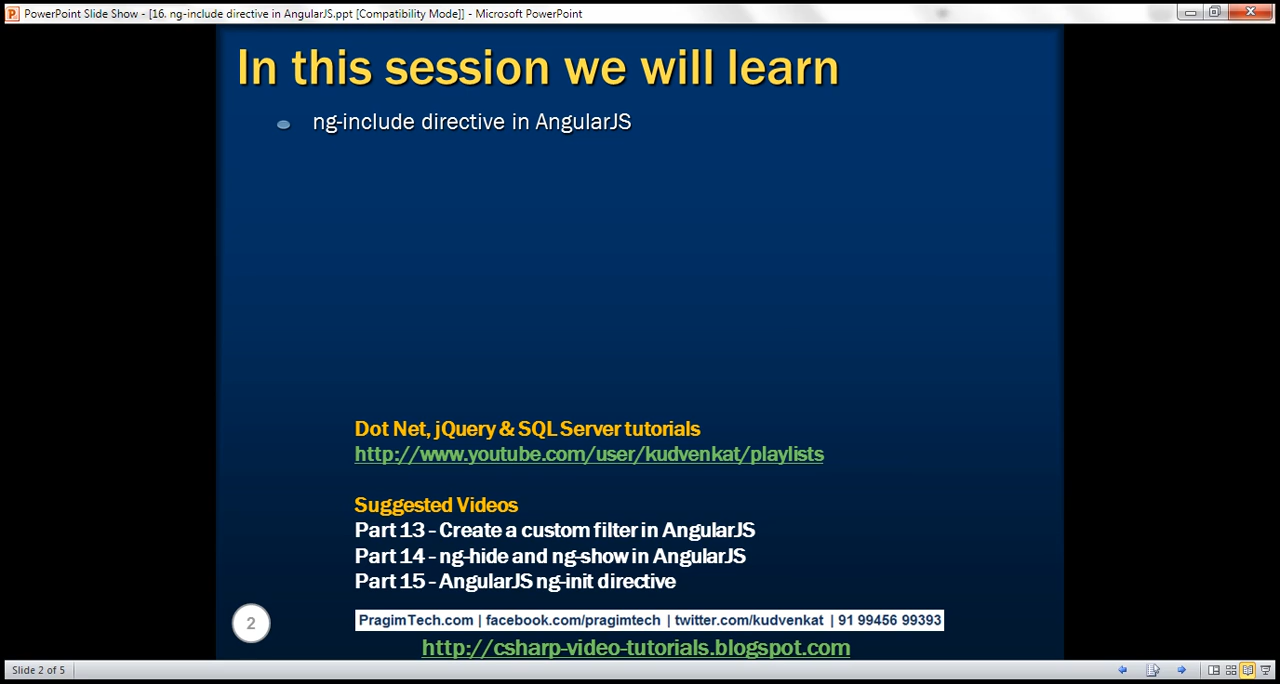 PowerPoint Slide Show - [16. ng-include directive in AngularJS.ppt [Compatibility Mode]] - Microsoft PowerPoint
In this session we will learn
ng-include directive in AngularJS
Dot Net, jQuery & SQL Server tutorials
http://www.youtube.com/user/kudvenkat/playlists
Suggested Videos
Part 13 - Create a custom filter in AngularJS
Part 14 - ng-hide and ng-show in AngularJS
Part 15 - AngularJS ng-init directive
2
PragimTech.com | facebook.com/pragimtech | twitter.com/kudvenkat | 91 99456 99393
http://csharp-video-tutorials.blogspot.com
Slide 2 of 5